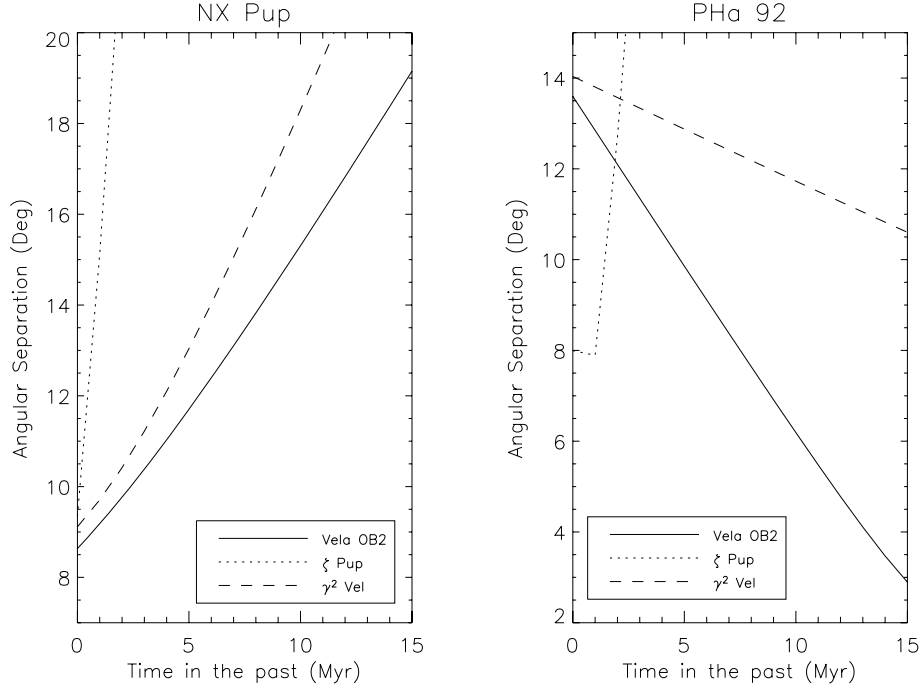 NX Pup
20
18
16
14
12
10
8
Angular Separation (Deg)
Vela OB2
ζ Pup
γ² Vel
0 5 10 15
Time in the past (Myr)
PHa 92
14
12
10
8
6
4
2
Angular Separation (Deg)
Vela OB2
ζ Pup
γ² Vel
0 5 10 15
Time in the past (Myr)